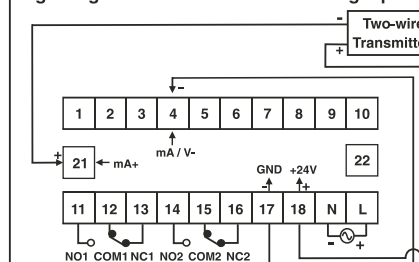 - Two-wire
+ Transmitte
-
1 2 3 4 5 6 7 8 9 10
mA / V-
+ 21 mA+ 22
GND +24V
- +
11 12 13 14 15 16 17 18 N L
- +
NO1 COM1 NC1 NO2 COM2 NC2